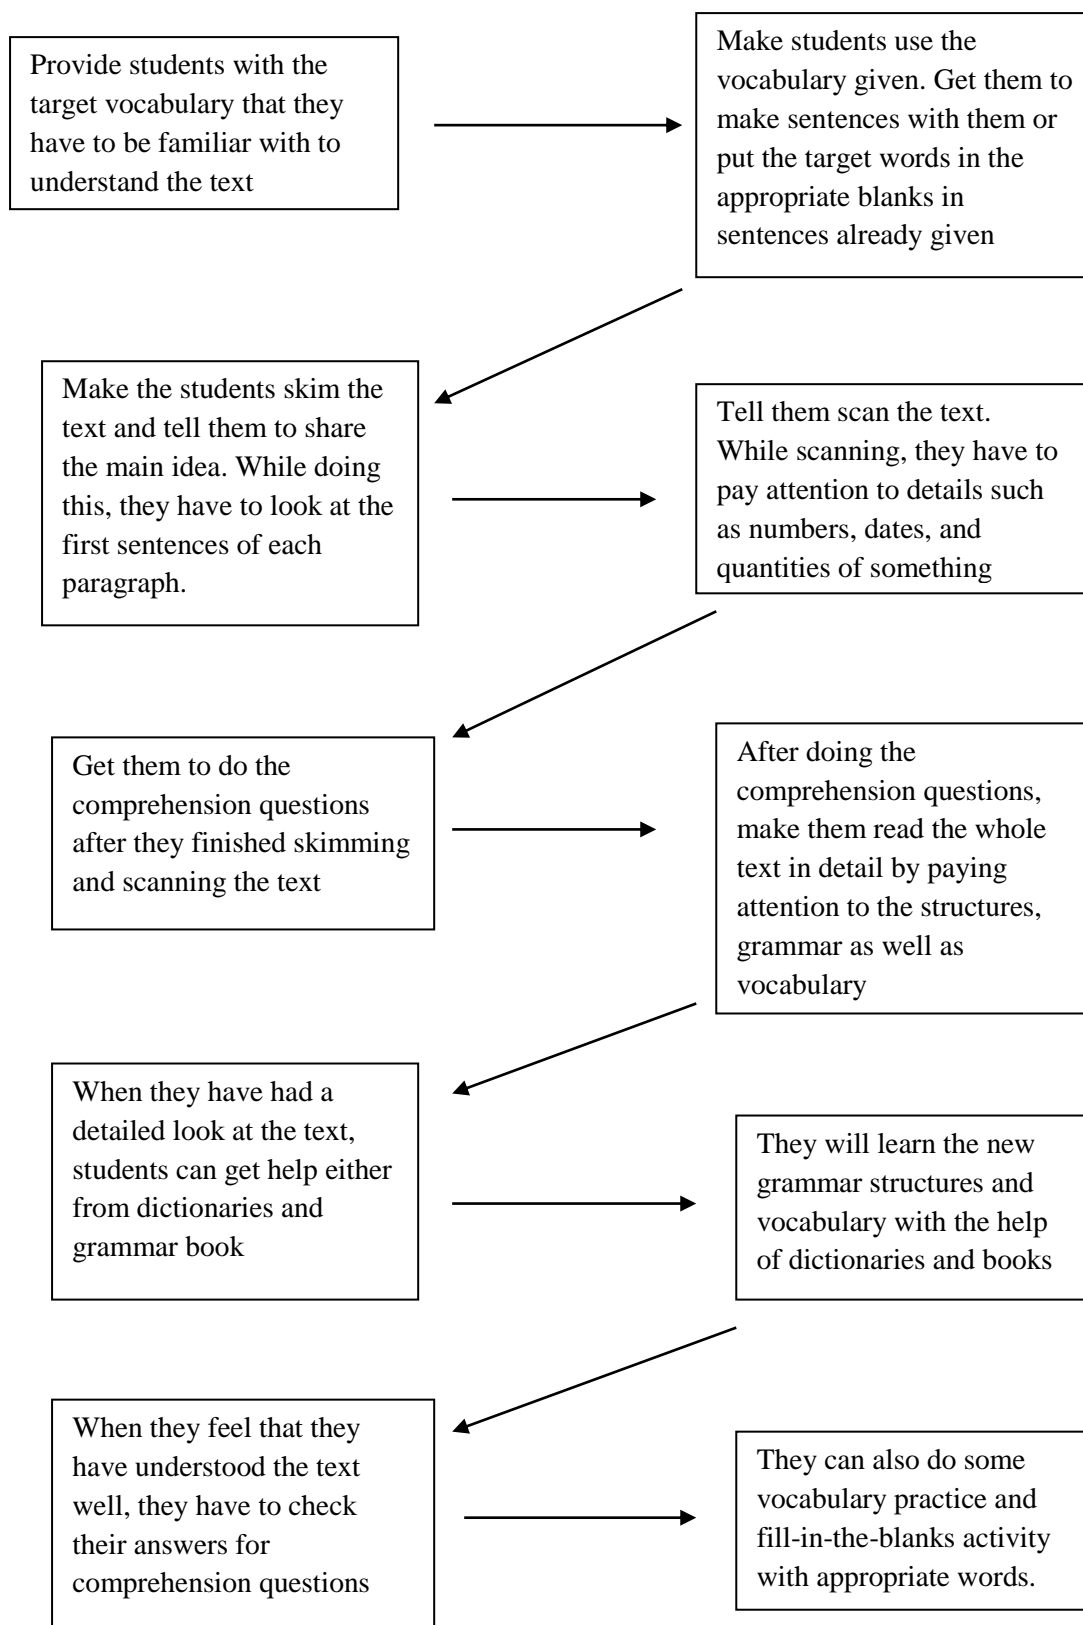 Provide students with the
target vocabulary that they
have to be familiar with to
understand the text
Make students use the
vocabulary given. Get them to
make sentences with them or
put the target words in the
appropriate blanks in
sentences already given
Make the students skim the
text and tell them to share
the main idea. While doing
this, they have to look at the
first sentences of each
paragraph.
Tell them scan the text.
While scanning, they have to
pay attention to details such
as numbers, dates, and
quantities of something
Get them to do the
comprehension questions
after they finished skimming
and scanning the text
After doing the
comprehension questions,
make them read the whole
text in detail by paying
attention to the structures,
grammar as well as
vocabulary
When they have had a
detailed look at the text,
students can get help either
from dictionaries and
grammar book
They will learn the new
grammar structures and
vocabulary with the help
of dictionaries and books
When they feel that they
have understood the text
well, they have to check
their answers for
comprehension questions
They can also do some
vocabulary practice and
fill-in-the-blanks activity
with appropriate words.